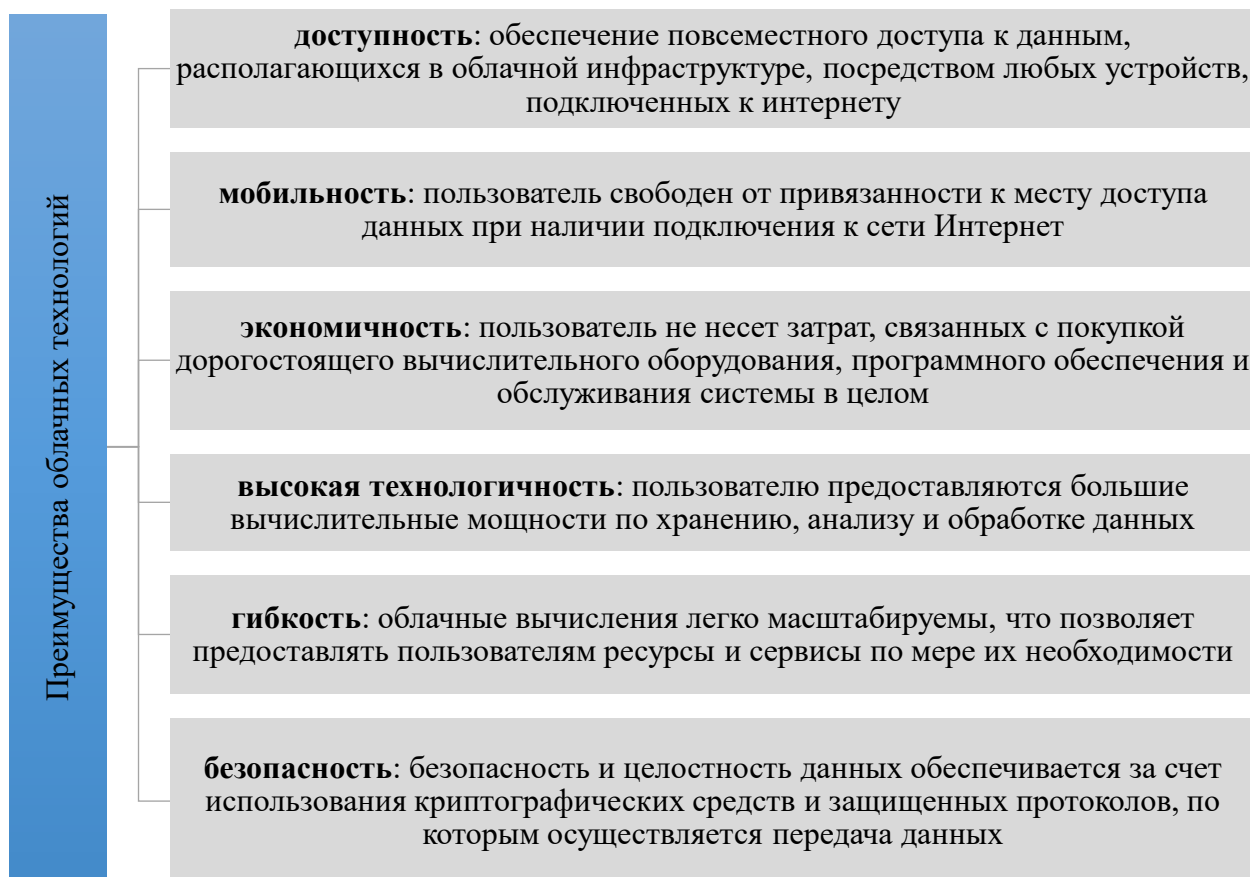 Преимущества облачных технологий
доступность: обеспечение повсеместного доступа к данным,
располагающихся в облачной инфраструктуре, посредством любых устройств,
подключенных к интернету
мобильность: пользователь свободен от привязанности к месту доступа
данных при наличии подключения к сети Интернет
экономичность: пользователь не несет затрат, связанных с покупкой
дорогостоящего вычислительного оборудования, программного обеспечения и
обслуживания системы в целом
высокая технологичность: пользователю предоставляются большие
вычислительные мощности по хранению, анализу и обработке данных
гибкость: облачные вычисления легко масштабируемы, что позволяет
предоставлять пользователям ресурсы и сервисы по мере их необходимости
безопасность: безопасность и целостность данных обеспечивается за счет
использования криптографических средств и защищенных протоколов, по
которым осуществляется передача данных